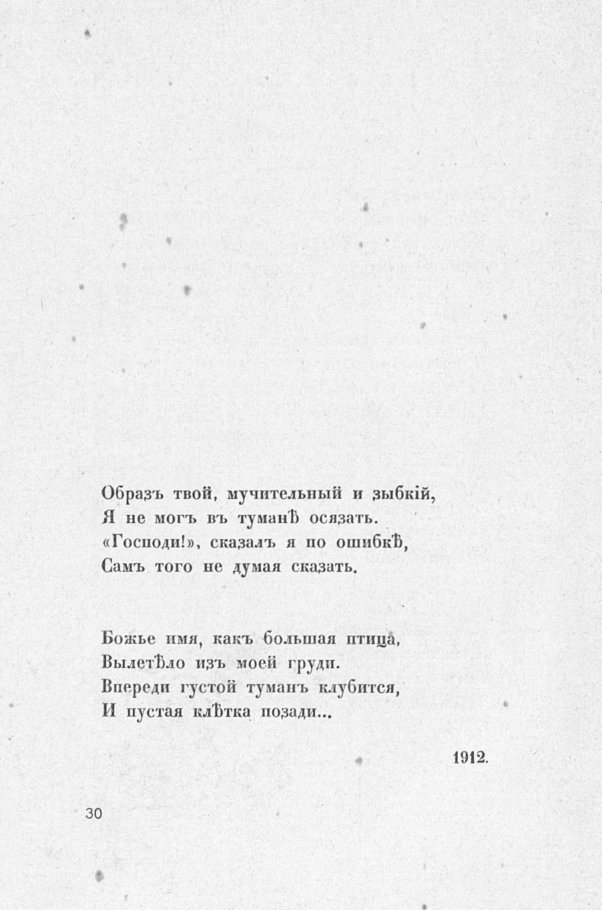 Образъ твой, мучительный и зыбкій,
Я не могъ въ туманѣ осязать.
«Господи!», сказалъ я по ошибкѣ,
Самъ того не думая сказать.
Божье имя, какъ большая птица,
Вылетѣло изъ моей груди.
Впереди густой туманъ клубится,
И пустая клѣтка позади...
1912.
30